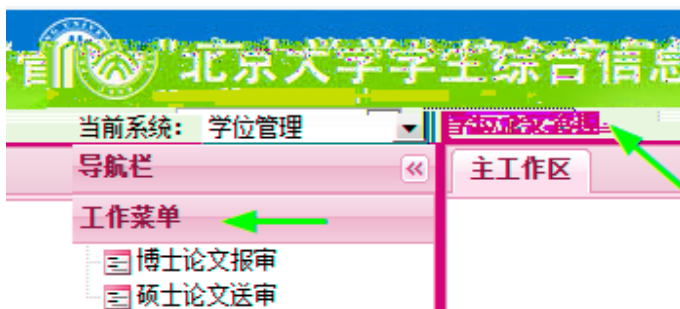 北京大学学生综合信息
当前系统： 学位管理
导航栏
主工作区
工作菜单
博士论文报审
硕士论文送审